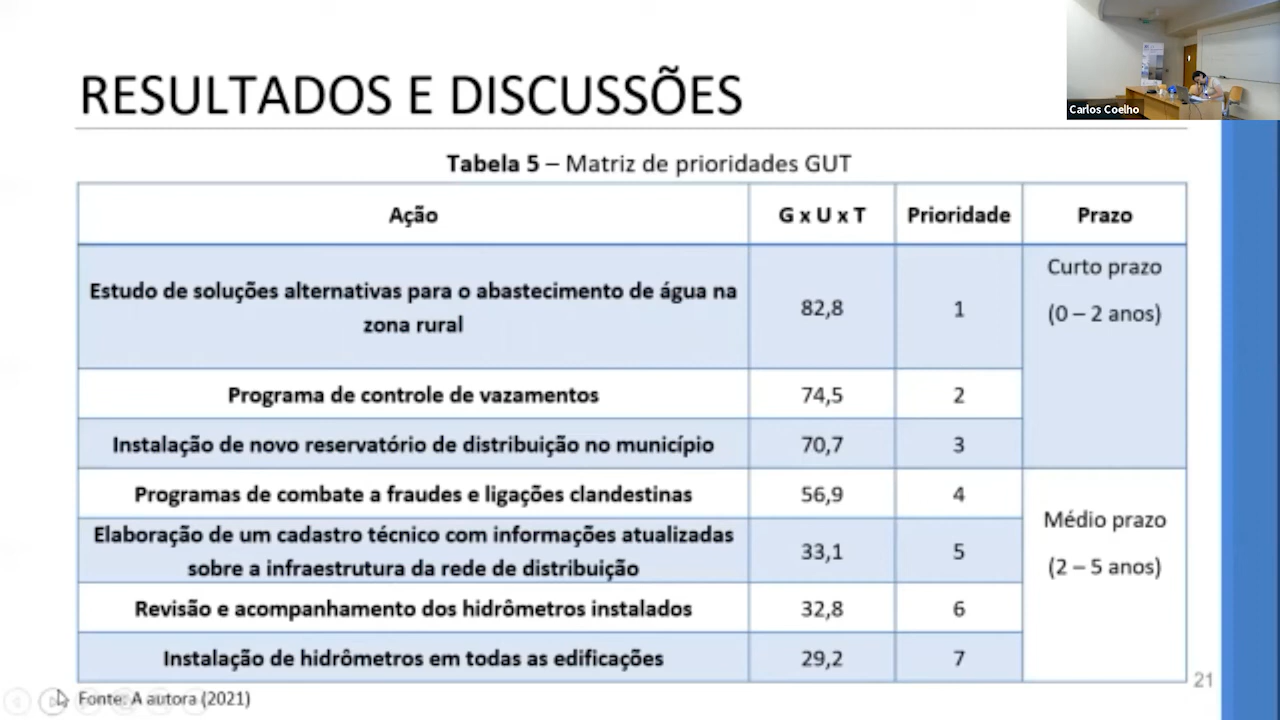 RESULTADOS E DISCUSSÕES
Carlos Coelho
Tabela 5 – Matriz de prioridades GUT
Ação G x U x T Prioridade Prazo
Estudo de soluções alternativas para o abastecimento de água na
zona rural
82,8 1
Curto prazo
(0 – 2 anos)
Programa de controle de vazamentos 74,5 2
Instalação de novo reservatório de distribuição no município 70,7 3
Programas de combate a fraudes e ligações clandestinas 56,9 4
Médio prazo
(2 – 5 anos)
Elaboração de um cadastro técnico com informações atualizadas
sobre a infraestrutura da rede de distribuição
33,1 5
Revisão e acompanhamento dos hidrômetros instalados 32,8 6
Instalação de hidrômetros em todas as edificações 29,2 7
21
Fonte: A autora (2021)